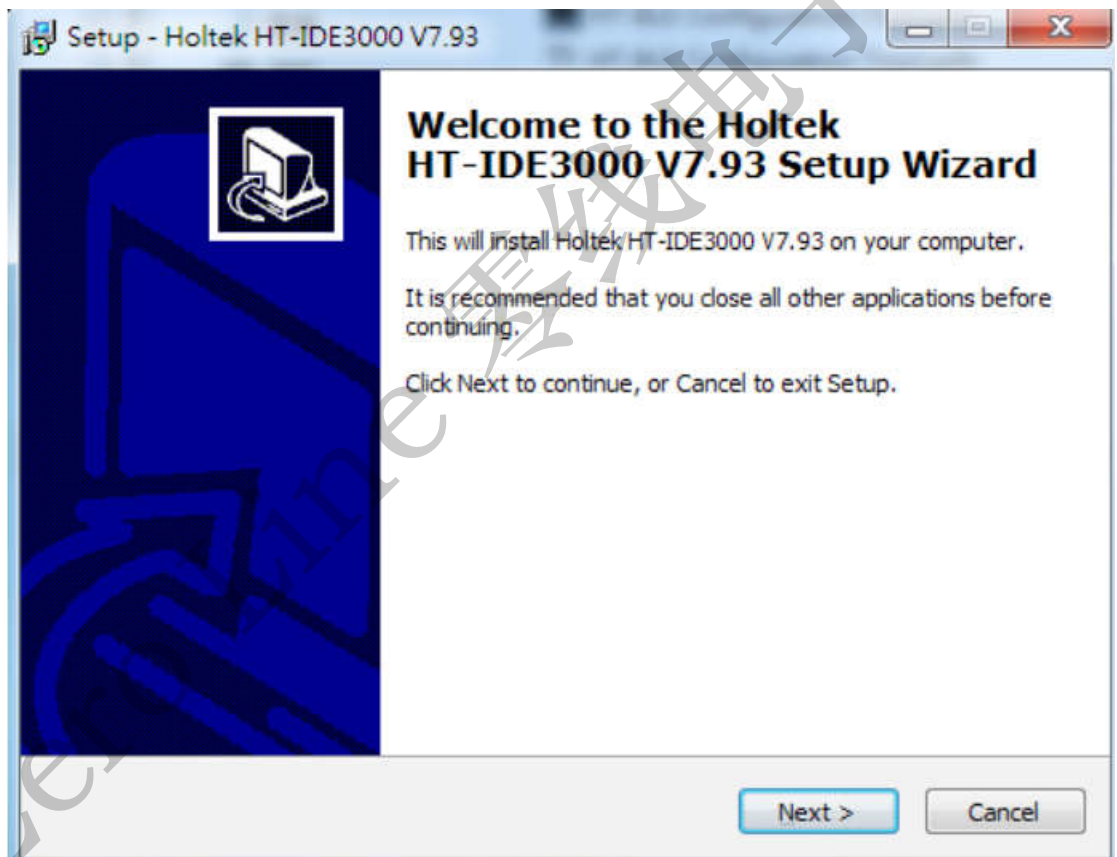 Setup - Holtek HT-IDE3000 V7.93
Welcome to the Holtek
HT-IDE3000 V7.93 Setup Wizard
This will install Holtek HT-IDE3000 V7.93 on your computer.
It is recommended that you close all other applications before
continuing.
Click Next to continue, or Cancel to exit Setup.
Next >
Cancel